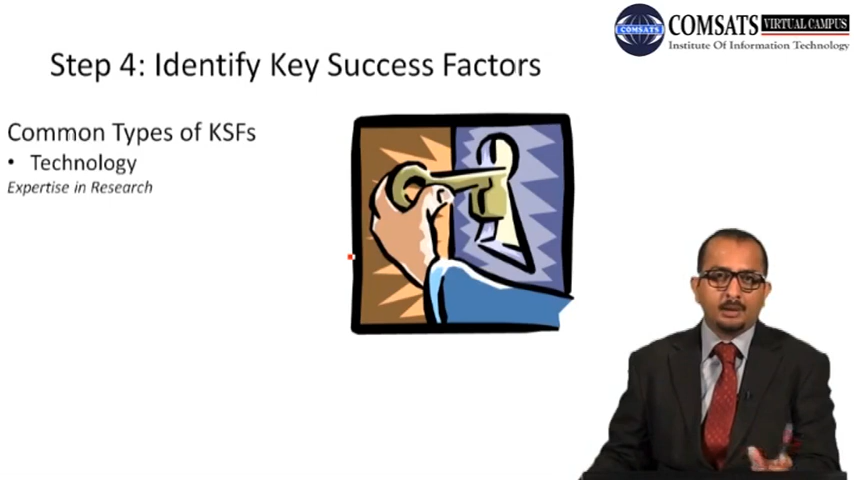 COMSATS
COMSATS VIRTUAL CAMPUS
Institute Of Information Technology
Step 4: Identify Key Success Factors
Common Types of KSFs
• Technology
Expertise in Research